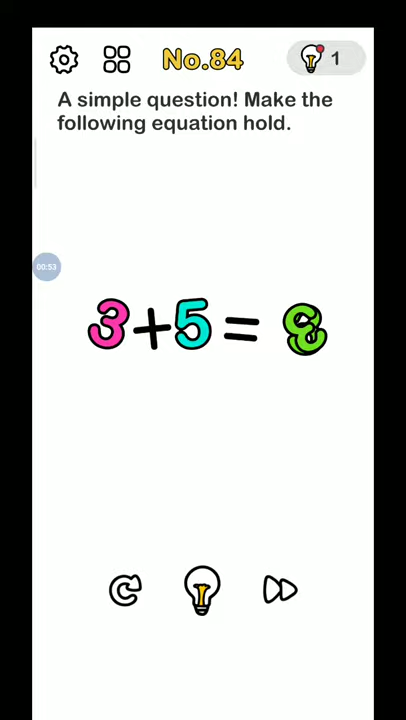 No.84
1
A simple question! Make the
following equation hold.
00:53
3+5=8